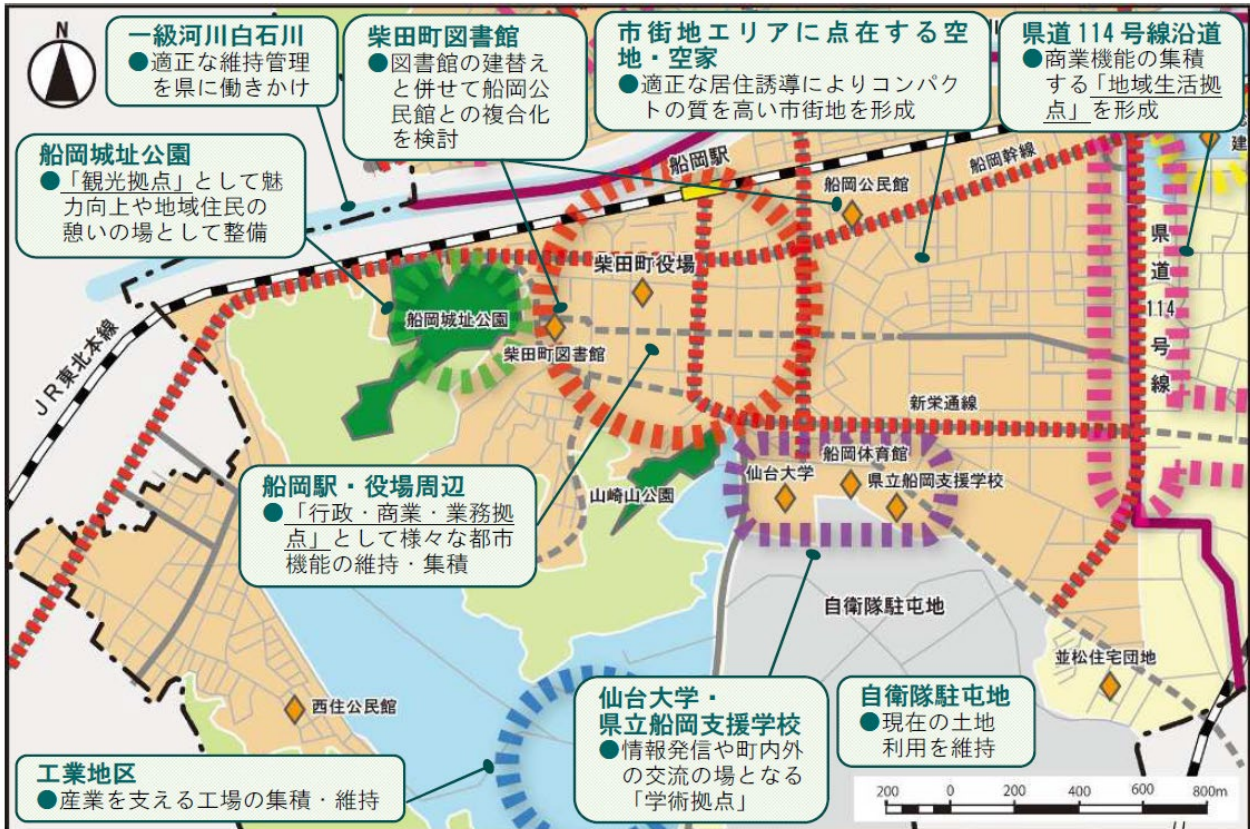 N
一級河川白石川
●適正な維持管理
を県に働きかけ
柴田町図書館
●図書館の建替え
と併せて船岡公
民館との複合化
を検討
市街地エリアに点在する空
地・空家
●適正な居住誘導によりコンパク
トの質を高い市街地を形成
県道114号線沿道
●商業機能の集積
する「地域生活拠
点」を形成
船岡城址公園
●「観光拠点」として魅
力向上や地域住民の
憩いの場として整備
船岡駅
船岡公民館
船岡幹線
建
柴田町役場
県道114号線
船岡城址公園
柴田町図書館
JR東北本線
新栄通線
船岡体育館
仙台大学
県立船岡支援学校
山崎山公園
船岡駅・役場周辺
●「行政・商業・業務拠
点」として様々な都市
機能の維持・集積
自衛隊駐屯地
並松住宅団地
西住公民館
仙台大学・
県立船岡支援学校
●情報発信や町内外
の交流の場となる
「学術拠点」
自衛隊駐屯地
●現在の土地
利用を維持
工業地区
●産業を支える工場の集積・維持
200 0 200 400 600 800m